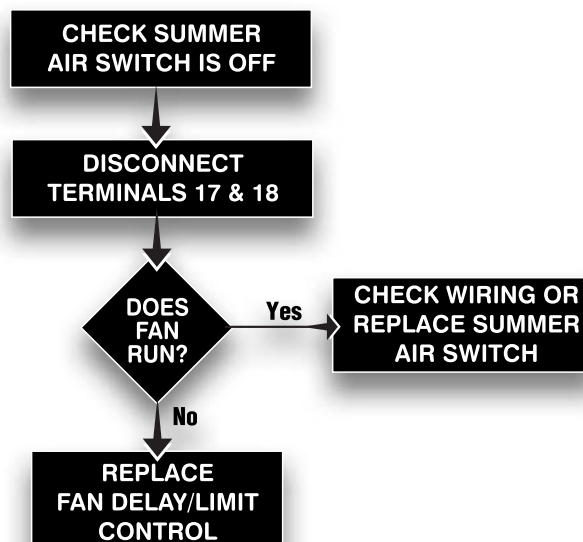 CHECK SUMMER
AIR SWITCH IS OFF
DISCONNECT
TERMINALS 17 & 18
DOES
FAN
RUN?
Yes
CHECK WIRING OR
REPLACE SUMMER
AIR SWITCH
No
REPLACE
FAN DELAY/LIMIT
CONTROL